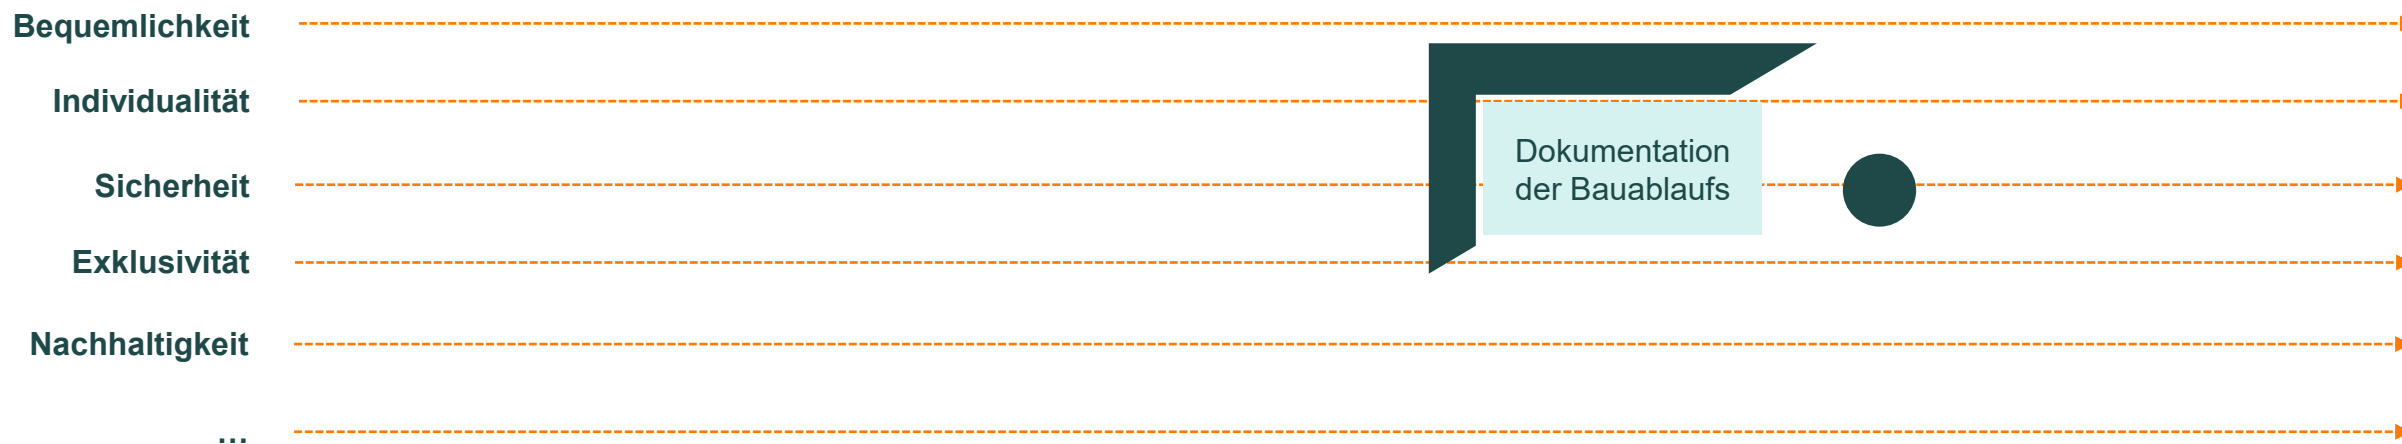 Bequemlichkeit
Individualität
Dokumentation
der Bauablaufs
Sicherheit
Exklusivität
Nachhaltigkeit
...